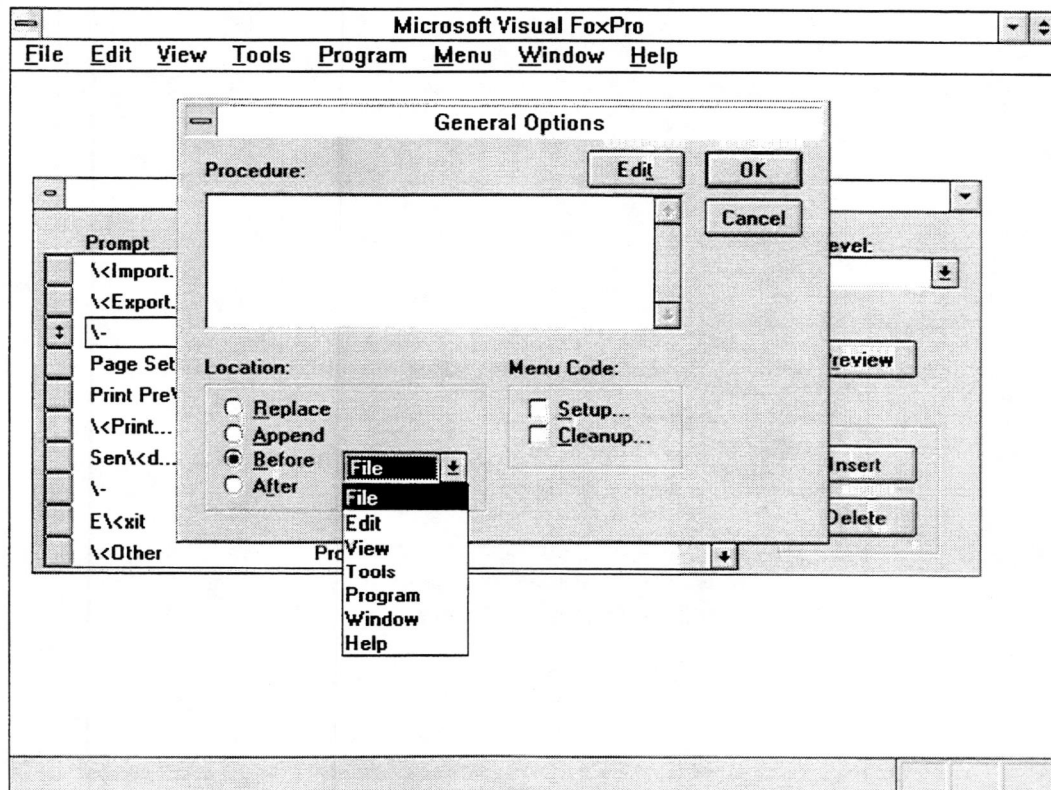 Microsoft Visual FoxPro
File Edit View Tools Program Menu Window Help
General Options
Procedure:
Edit
OK
Cancel
Prompt
evel:
\<Import.
\<Export.
\-
Page Set
Print Pre\
\<Print...
Sen\<d...
\-
E\<xit
\<Other
Pro
Location:
Replace
Append
Before
After
File
File
Edit
View
Tools
Program
Window
Help
Menu Code:
Setup...
Cleanup...
review
Insert
Delete